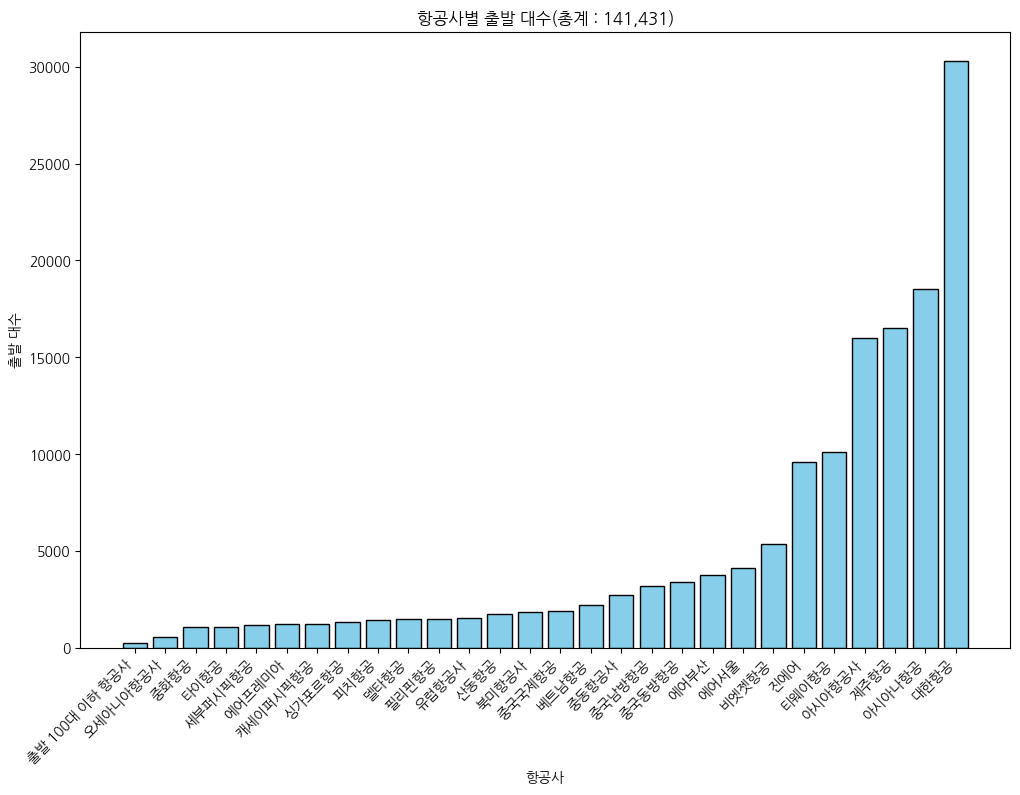 항공사별 출발 대수(총계 : 141,431)
출발 대수
30000
25000
20000
15000
10000
5000
0
출발 100대 이하 항공사
오세아니아항공사
중화항공
타이항공
세부퍼시픽항공
에어프레미아
캐세이퍼시픽항공
싱가포르항공
피치항공
델타항공
필리핀항공
유럽항공사
산동항공
북미항공사
중국국제항공
베트남항공
중동항공사
중국남방항공
중국동방항공
에어부산
에어서울
비엣젯항공
진에어
티웨이항공
아시아항공사
제주항공
아시아나항공
대한항공
항공사